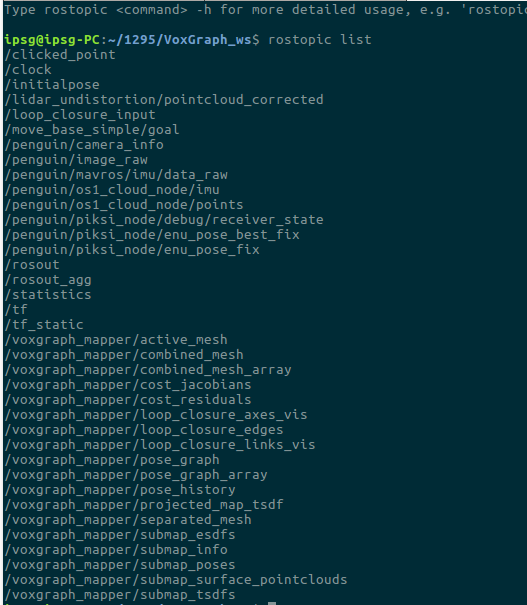 Type rostopic <command> -h for more detailed usage, e.g. 'rostopic
ipsg@ipsg-PC:~/1295/VoxGraph_ws$ rostopic list
/clicked_point
/clock
/initialpose
/lidar_undistortion/pointcloud_corrected
/loop_closure_input
/move_base_simple/goal
/penguin/camera_info
/penguin/image_raw
/penguin/mavros/imu/data_raw
/penguin/os1_cloud_node/imu
/penguin/os1_cloud_node/points
/penguin/piksi_node/debug/receiver_state
/penguin/piksi_node/enu_pose_best_fix
/penguin/piksi_node/enu_pose_fix
/rosout
/rosout_agg
/statistics
/tf
/tf_static
/voxgraph_mapper/active_mesh
/voxgraph_mapper/combined_mesh
/voxgraph_mapper/combined_mesh_array
/voxgraph_mapper/cost_jacobians
/voxgraph_mapper/cost_residuals
/voxgraph_mapper/loop_closure_axes_vis
/voxgraph_mapper/loop_closure_edges
/voxgraph_mapper/loop_closure_links_vis
/voxgraph_mapper/pose_graph
/voxgraph_mapper/pose_graph_array
/voxgraph_mapper/pose_history
/voxgraph_mapper/projected_map_tsdf
/voxgraph_mapper/separated_mesh
/voxgraph_mapper/submap_esdfs
/voxgraph_mapper/submap_info
/voxgraph_mapper/submap_poses
/voxgraph_mapper/submap_surface_pointclouds
/voxgraph_mapper/submap_tsdfs